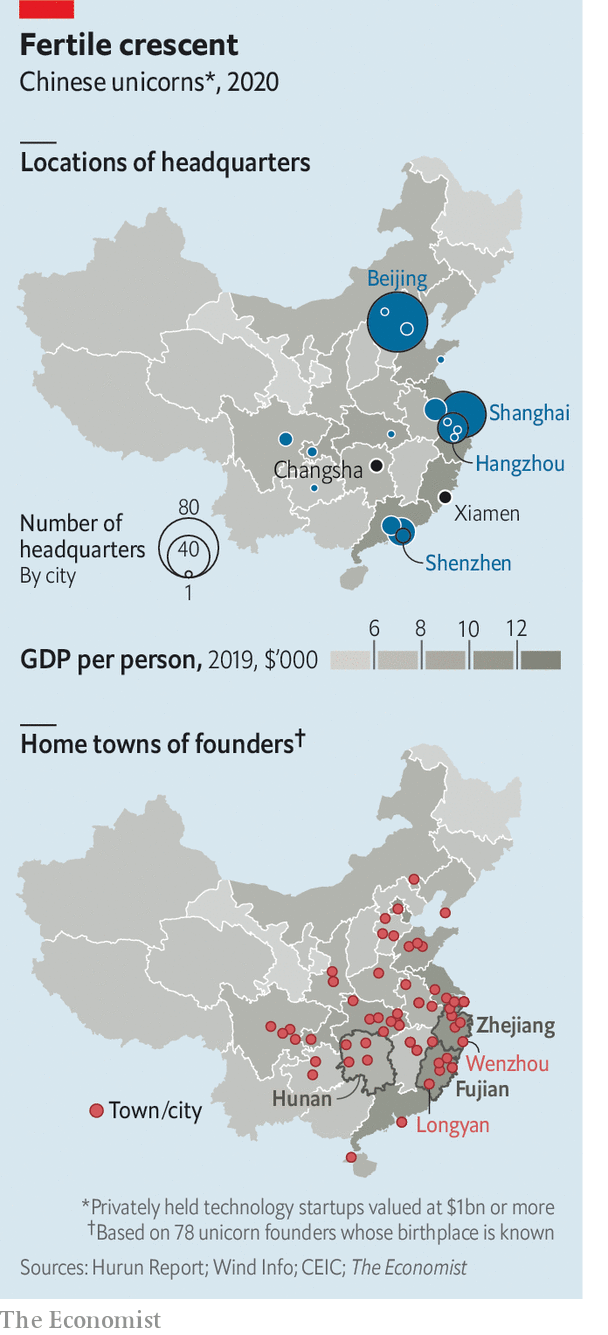 Fertile crescent
Chinese unicorns*, 2020
Locations of headquarters
Beijing
Shanghai
Hangzhou
Changsha
Xiamen
Shenzhen
Number of
headquarters
By city
80
40
1
GDP per person, 2019, $'000
6 8 10 12
Home towns of founders†
Zhejiang
Wenzhou
Fujian
Hunan
Longyan
Town/city
*Privately held technology startups valued at $1bn or more
†Based on 78 unicorn founders whose birthplace is known
Sources: Hurun Report; Wind Info; CEIC; The Economist
The Economist